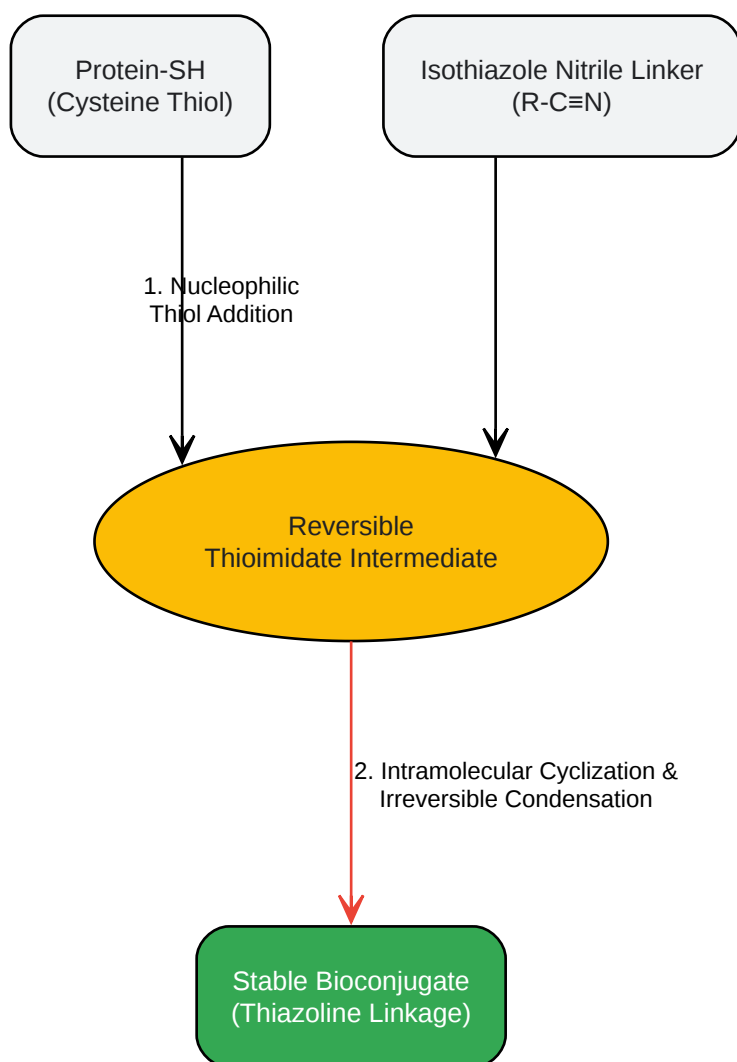 Protein-SH
(Cysteine Thiol)
Isothiazole Nitrile Linker
(R-C≡N)
1. Nucleophilic
Thiol Addition
Reversible
Thioimidate Intermediate
2. Intramolecular Cyclization &
Irreversible Condensation
Stable Bioconjugate
(Thiazoline Linkage)